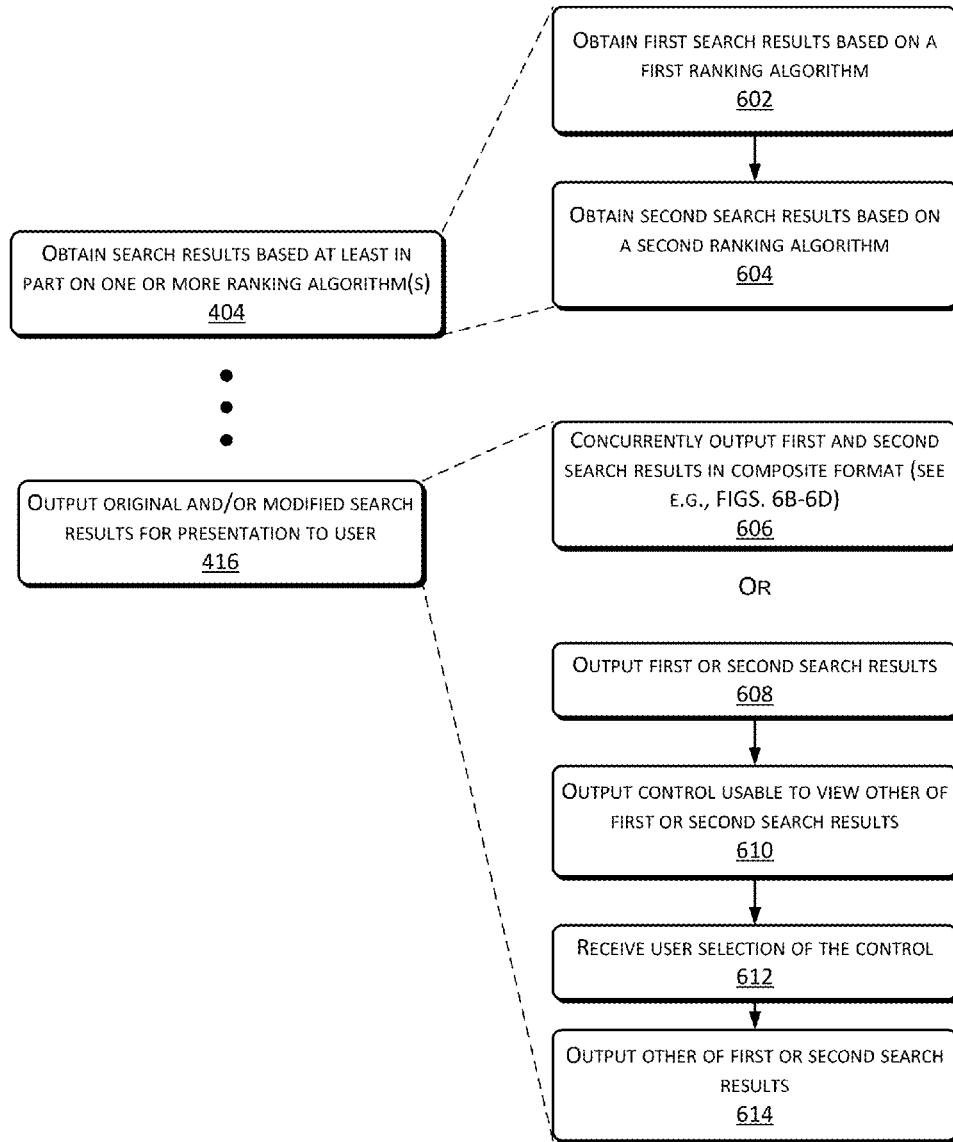 OBTAIN FIRST SEARCH RESULTS BASED ON A
FIRST RANKING ALGORITHM
602
OBTAIN SECOND SEARCH RESULTS BASED ON
A SECOND RANKING ALGORITHM
604
OBTAIN SEARCH RESULTS BASED AT LEAST IN
PART ON ONE OR MORE RANKING ALGORITHM(S)
404
CONCURRENTLY OUTPUT FIRST AND SECOND
SEARCH RESULTS IN COMPOSITE FORMAT (SEE
E.G., FIGS. 6B-6D)
606
OUTPUT ORIGINAL AND/OR MODIFIED SEARCH
RESULTS FOR PRESENTATION TO USER
416
OR
OUTPUT FIRST OR SECOND SEARCH RESULTS
608
OUTPUT CONTROL USABLE TO VIEW OTHER OF
FIRST OR SECOND SEARCH RESULTS
610
RECEIVE USER SELECTION OF THE CONTROL
612
OUTPUT OTHER OF FIRST OR SECOND SEARCH
RESULTS
614